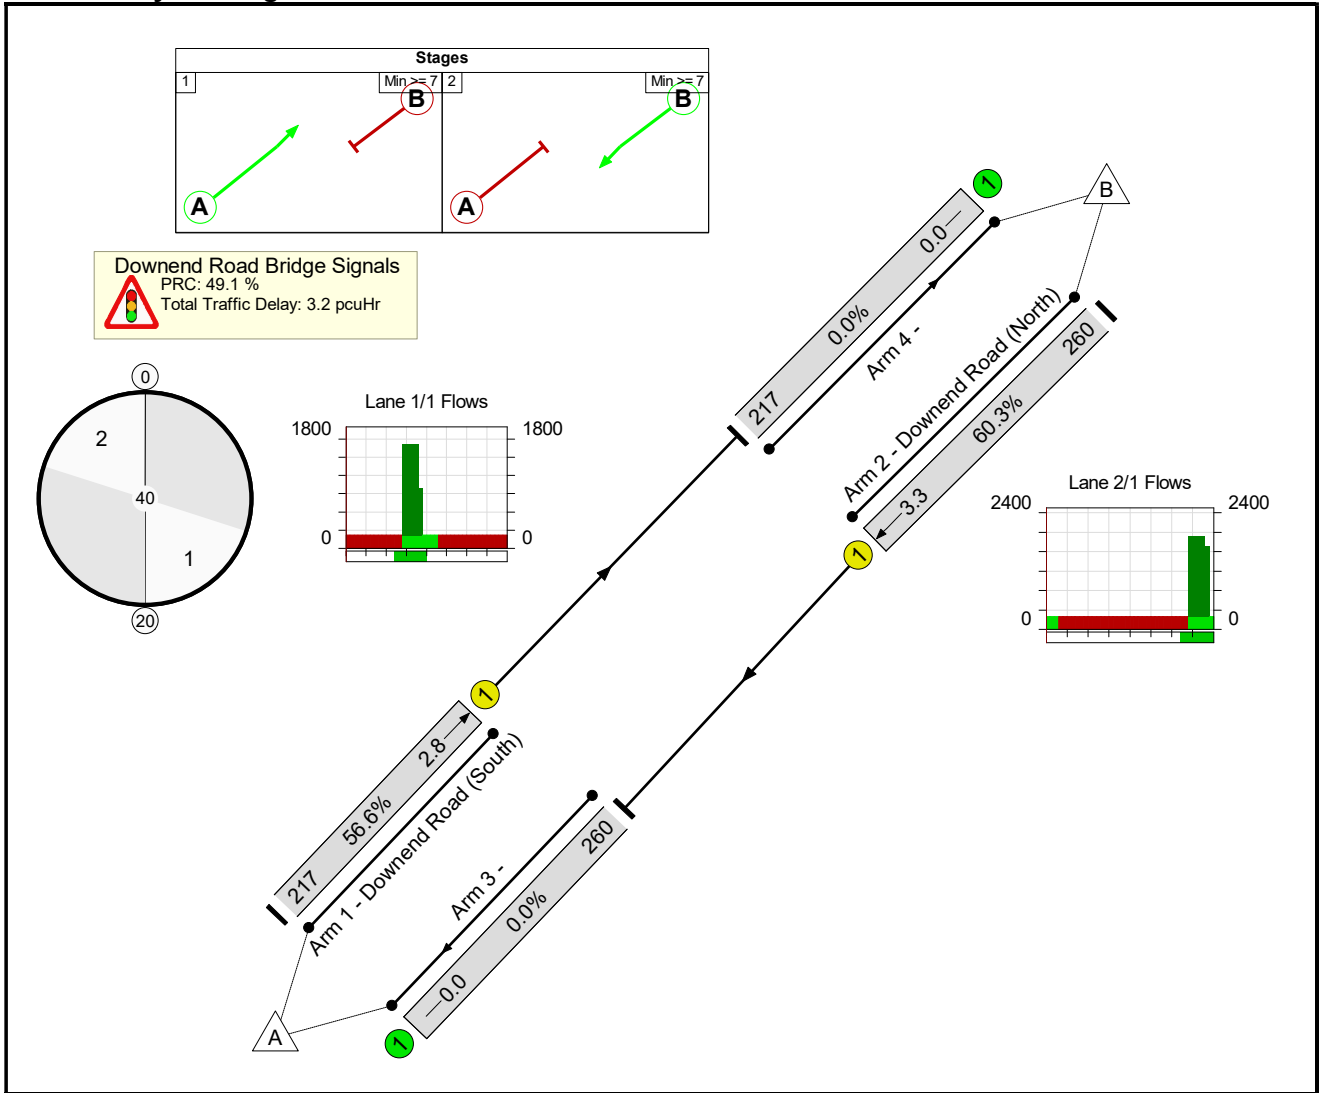 Stages
1
Min >= 7
2
Min >= 7
B
B
A
A
Downend Road Bridge Signals
PRC: 49.1 %
Total Traffic Delay: 3.2 pcuHr
0
2
40
1
20
Lane 1/1 Flows
1800
1800
0
0
1
B
0.0
0.0%
217
Arm 4 -
Arm 2 - Downend Road (North)
260
60.3%
3.3
1
Lane 2/1 Flows
2400
2400
0
0
1
2.8
56.6%
217
Arm 1 - Downend Road (South)
Arm 3 -
260
0.0%
0.0
1
A